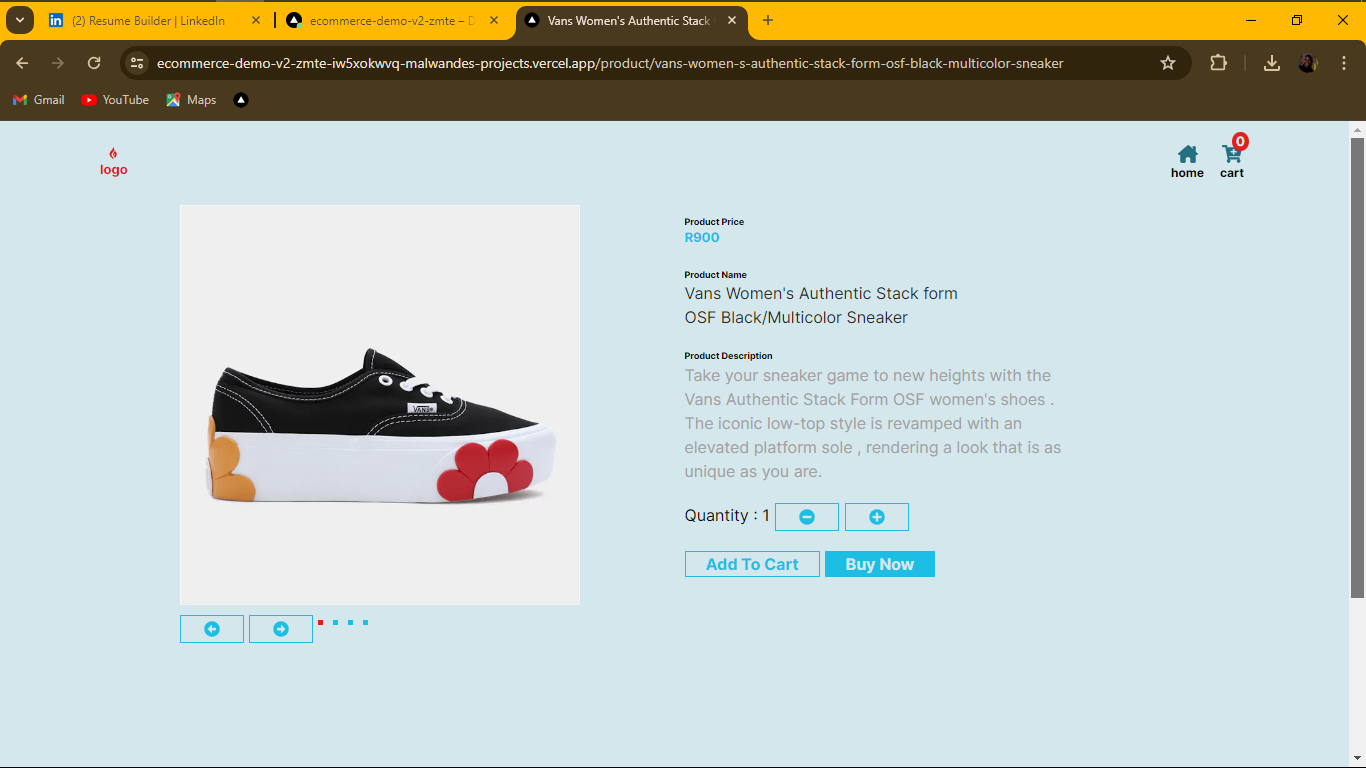 (2) Resume Builder | LinkedIn
ecommerce-demo-v2-zmte – D
Vans Women's Authentic Stack
ecommerce-demo-v2-zmte-iw5xokwvq-malwandes-projects.vercel.app/product/vans-women-s-authentic-stack-form-osf-black-multicolor-sneaker
Gmail
YouTube
Maps
logo
0
home
cart
VANS
Product Price
R900
Product Name
Vans Women's Authentic Stack form
OSF Black/Multicolor Sneaker
Product Description
Take your sneaker game to new heights with the
Vans Authentic Stack Form OSF women's shoes .
The iconic low-top style is revamped with an
elevated platform sole , rendering a look that is as
unique as you are.
Quantity : 1
Add To Cart
Buy Now